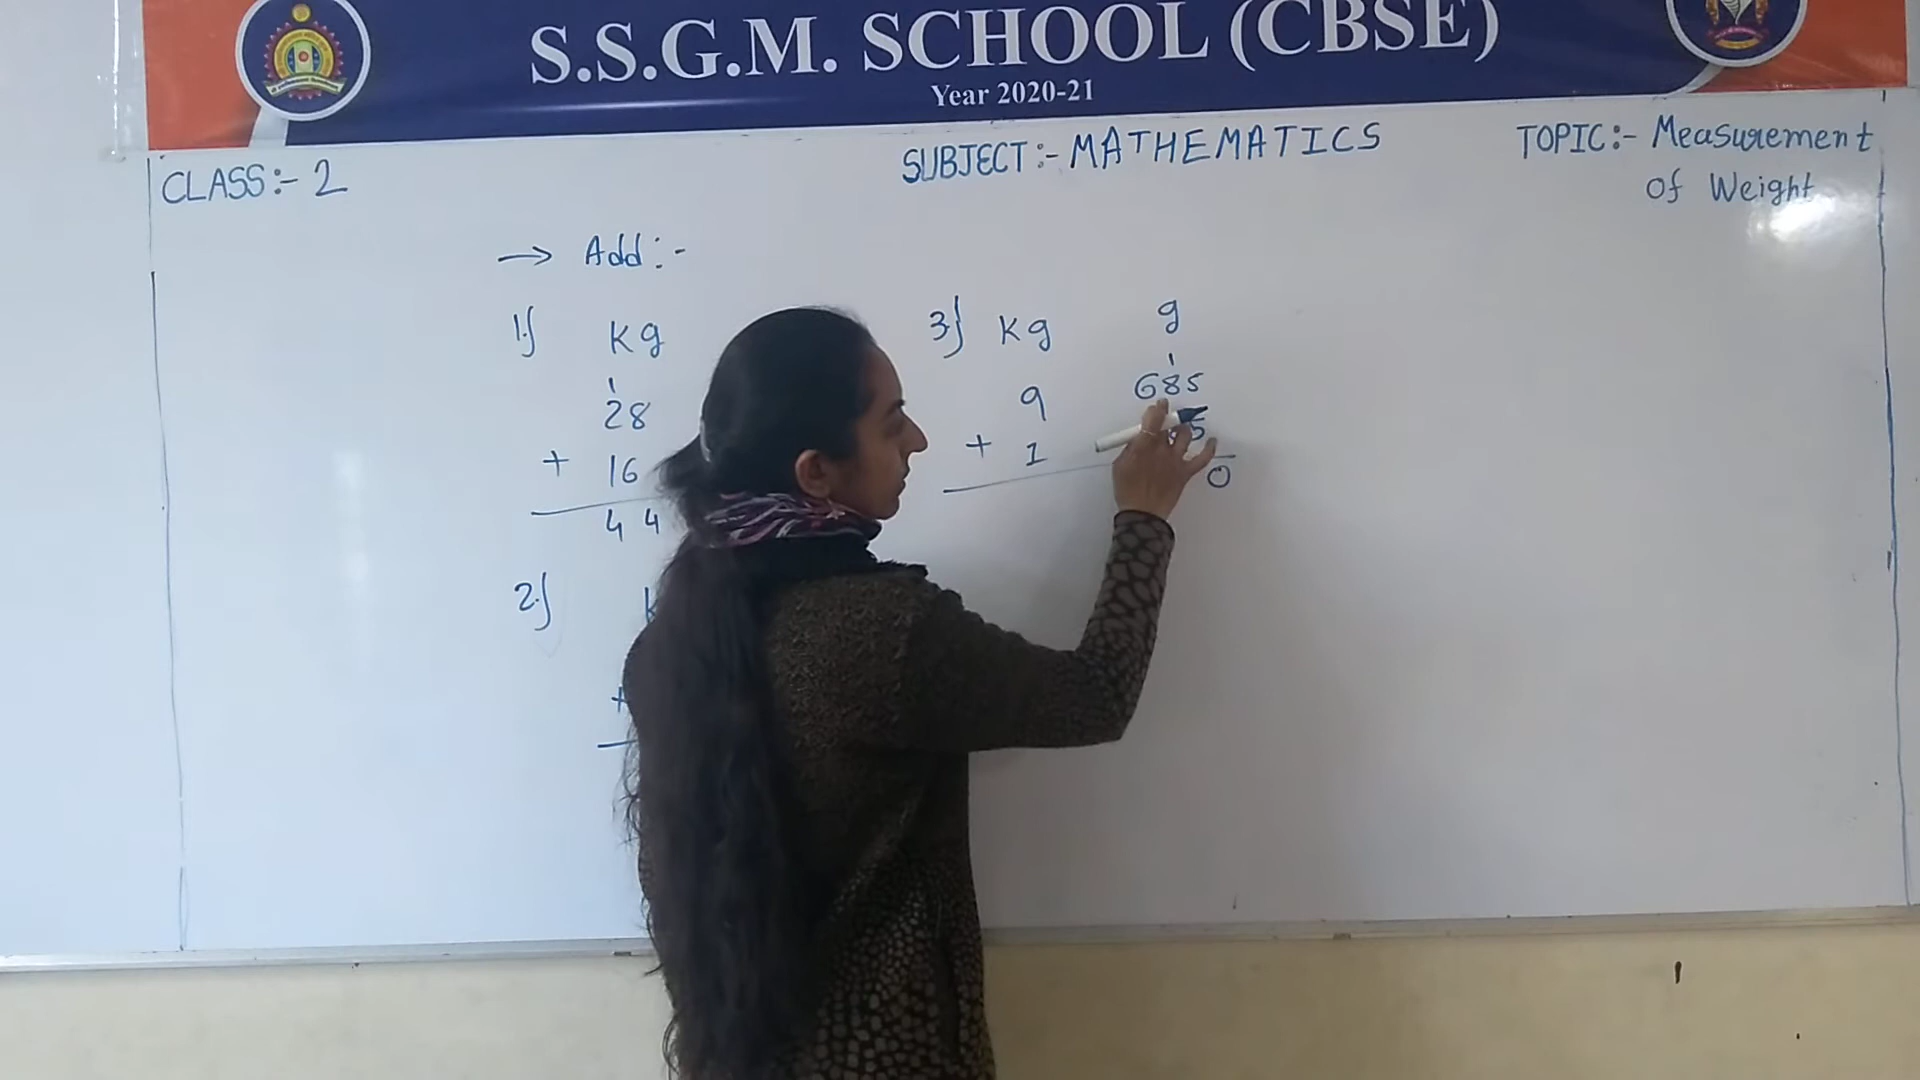 S.S.G.M. SCHOOL (CBSE)
Year 2020-21
CLASS:- 2
SUBJECT:- MATHEMATICS
TOPIC:- Measurement
of Weight
→ Add:-
1) Kg
1
28
+ 16
44
2)
+
3) Kg g
1
9 685
+ 1 5
0